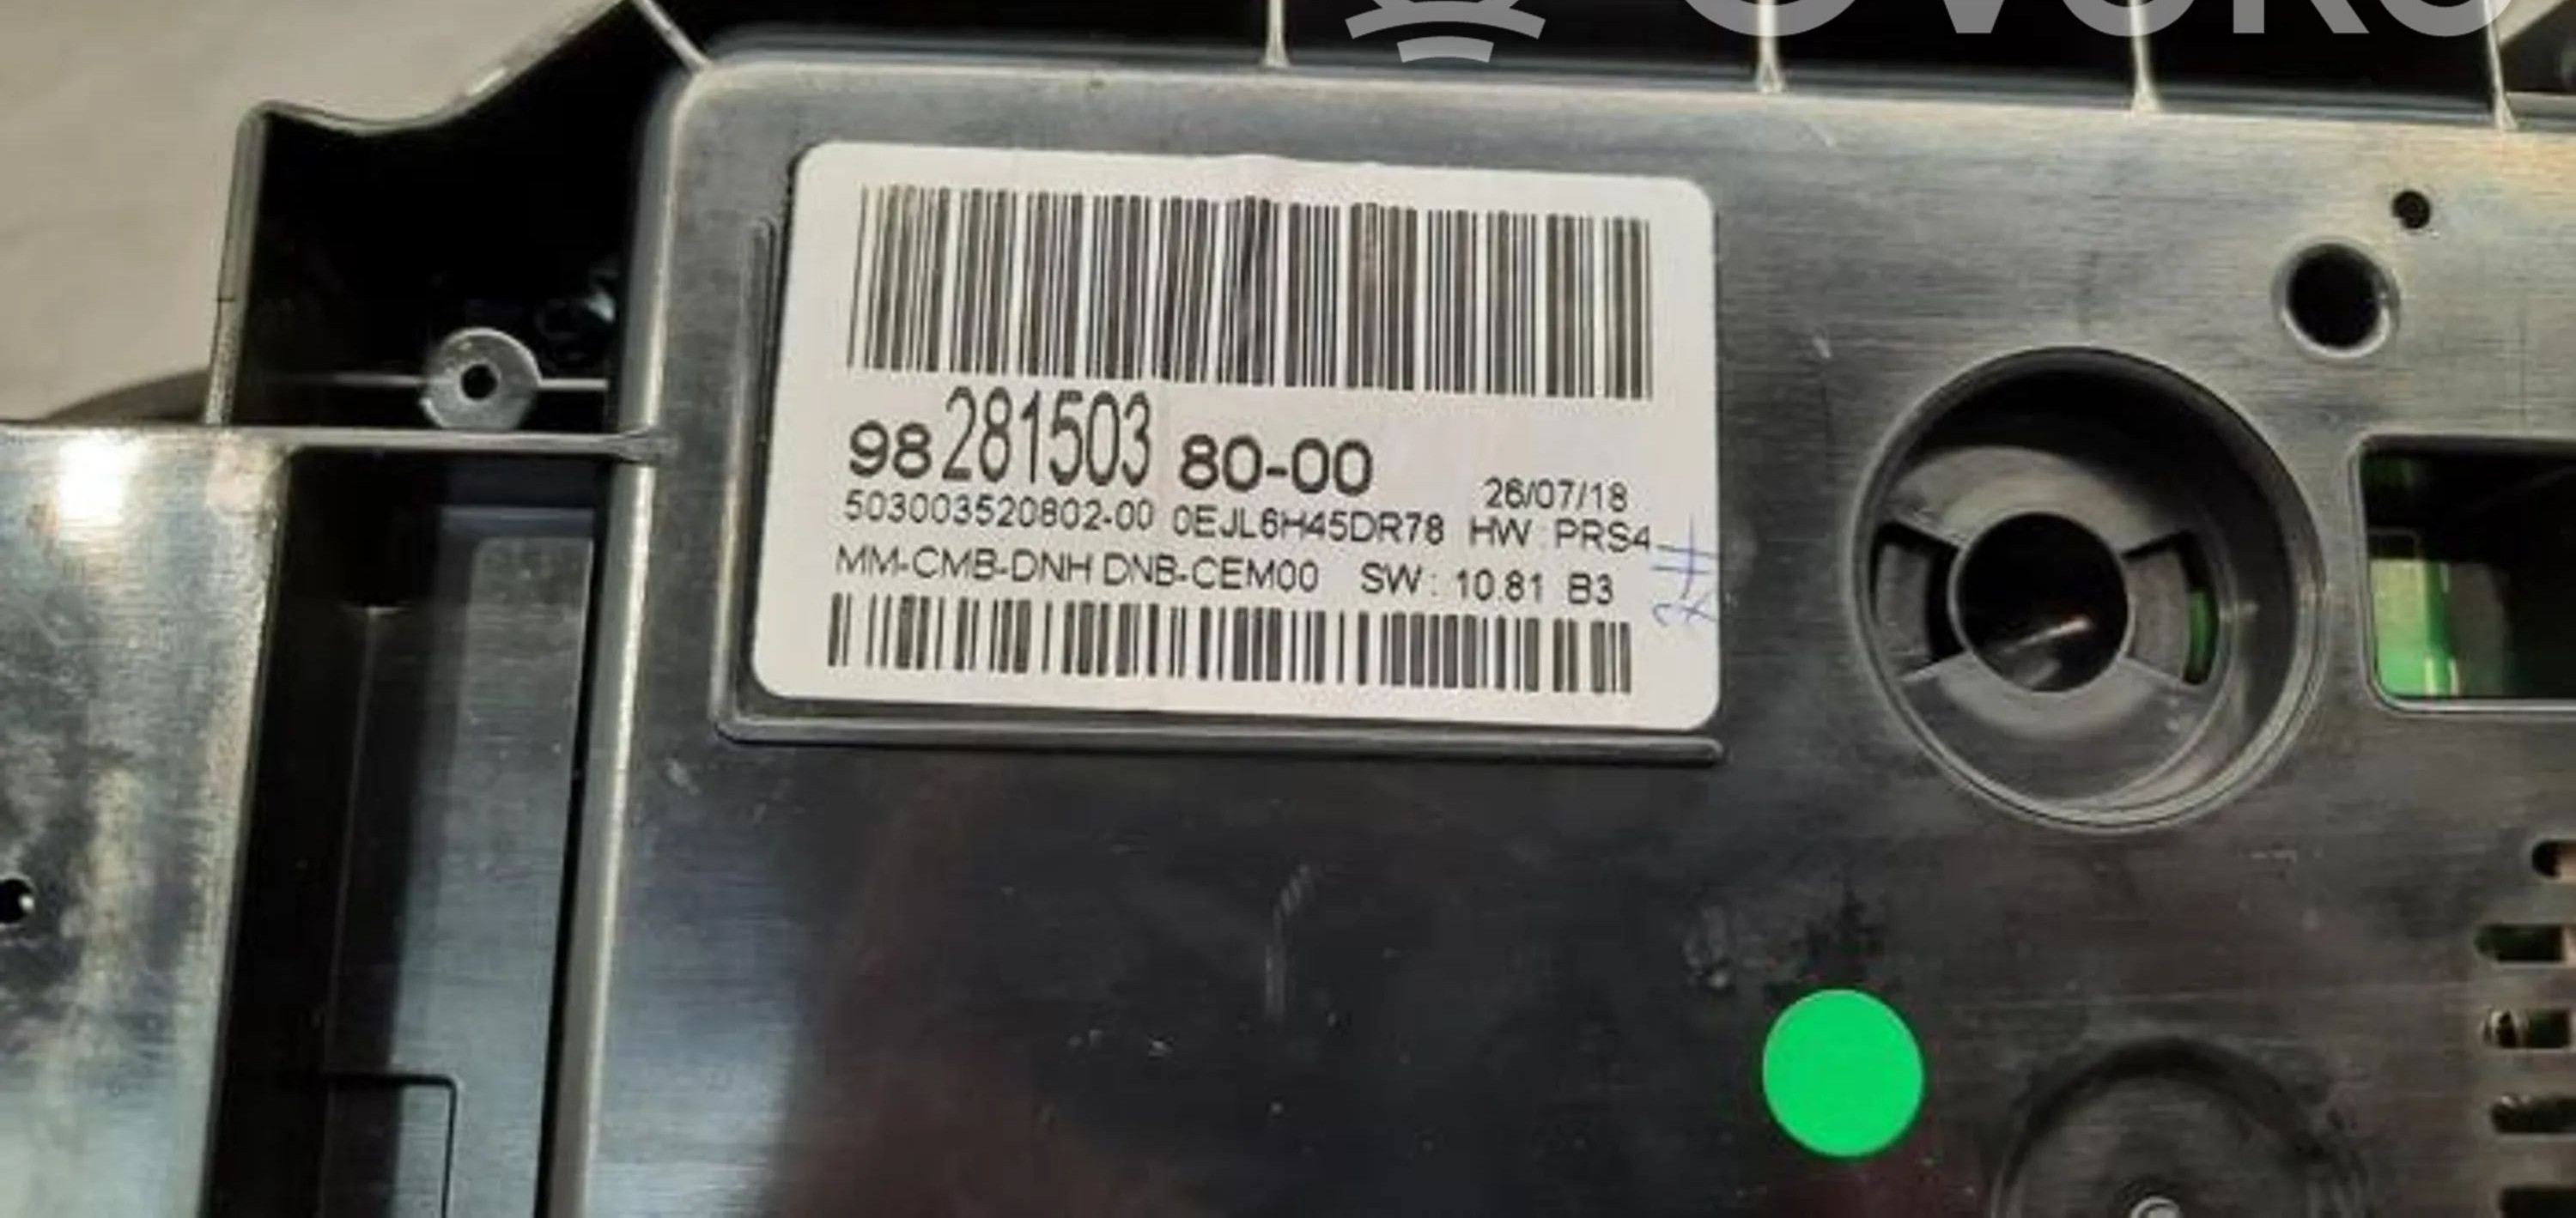 98 281503 80-00 26/07/18
503003520802-00 0EJL6H45DR78 HW : PRS4
MM-CMB-DNH DNB-CEM00 SW : 10.81 B3